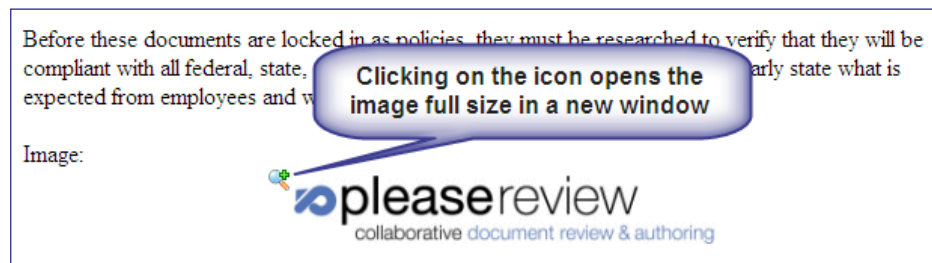 Before these documents are locked in as policies, they must be researched to verify that they will be
compliant with all federal, state, arly state what is
expected from employees and w
Clicking on the icon opens the
image full size in a new window
Image:
pleasereview
collaborative document review & authoring